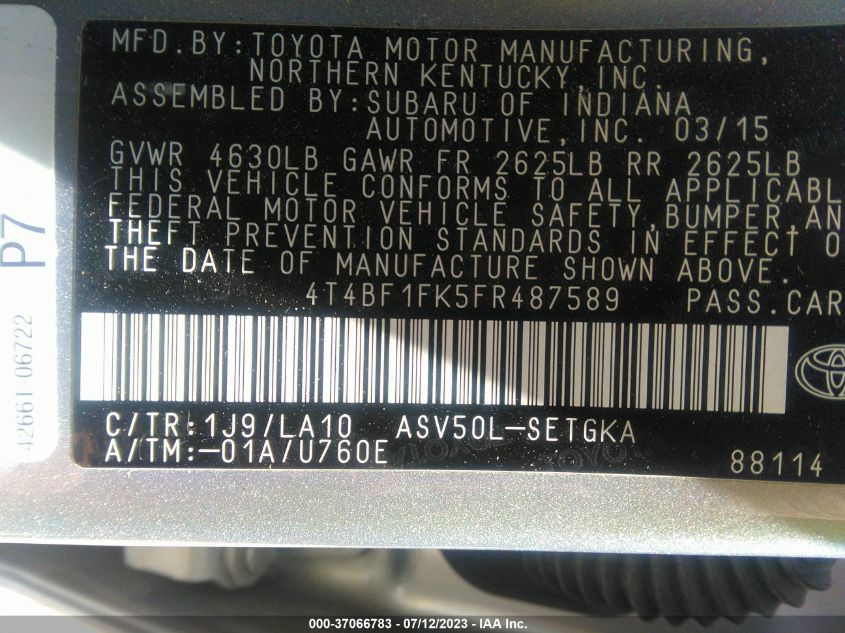 MFD.BY:TOYOTA MOTOR MANUFACTURING,
NORTHERN KENTUCKY,INC.
ASSEMBLED BY:SUBARU OF INDIANA
AUTOMOTIVE,INC. 03/15
GVWR 4630LB GAWR FR 2625LB RR 2625LB
THIS VEHICLE CONFORMS TO ALL APPLICABL
FEDERAL MOTOR VEHICLE SAFETY,BUMPER,AN
THEFT PREVENTION STANDARDS IN EFFECT O
THE DATE OF MANUFACTURE SHOWN ABOVE.
4T4BF1FK5FR487589 PASS.CAR
C/TR:1J9/LA10 ASV50L-SETGKA
A/TM:-01A/U760E
88114
P7
42661-06722
000-37066783 - 07/12/2023 - IAA Inc.